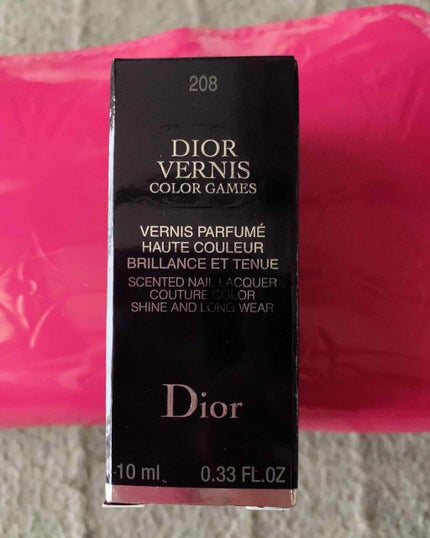 208
DIOR
VERNIS
COLOR GAMES
VERNIS PARFUMÉ
HAUTE COULEUR
BRILLANCE ET TENUE
SCENTED NAIL LACQUER
COUTURE COLOR
SHINE AND LONG WEAR
Dior
10 ml 0.33 FL.OZ